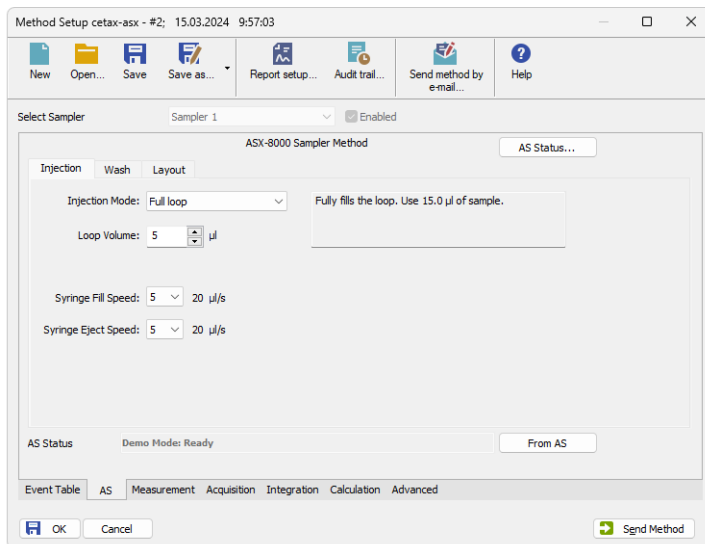 Method Setup cetax-asx - #2; 15.03.2024 9:57:03
New Open... Save Save as... Report setup... Audit trail... Send method by e-mail... Help
Select Sampler Sampler 1 Enabled
ASX-8000 Sampler Method AS Status...
Injection Wash Layout
Injection Mode: Full loop Fully fills the loop. Use 15.0 µl of sample.
Loop Volume: 5 µl
Syringe Fill Speed: 5 20 µl/s
Syringe Eject Speed: 5 20 µl/s
AS Status Demo Mode: Ready From AS
Event Table AS Measurement Acquisition Integration Calculation Advanced
OK Cancel Send Method